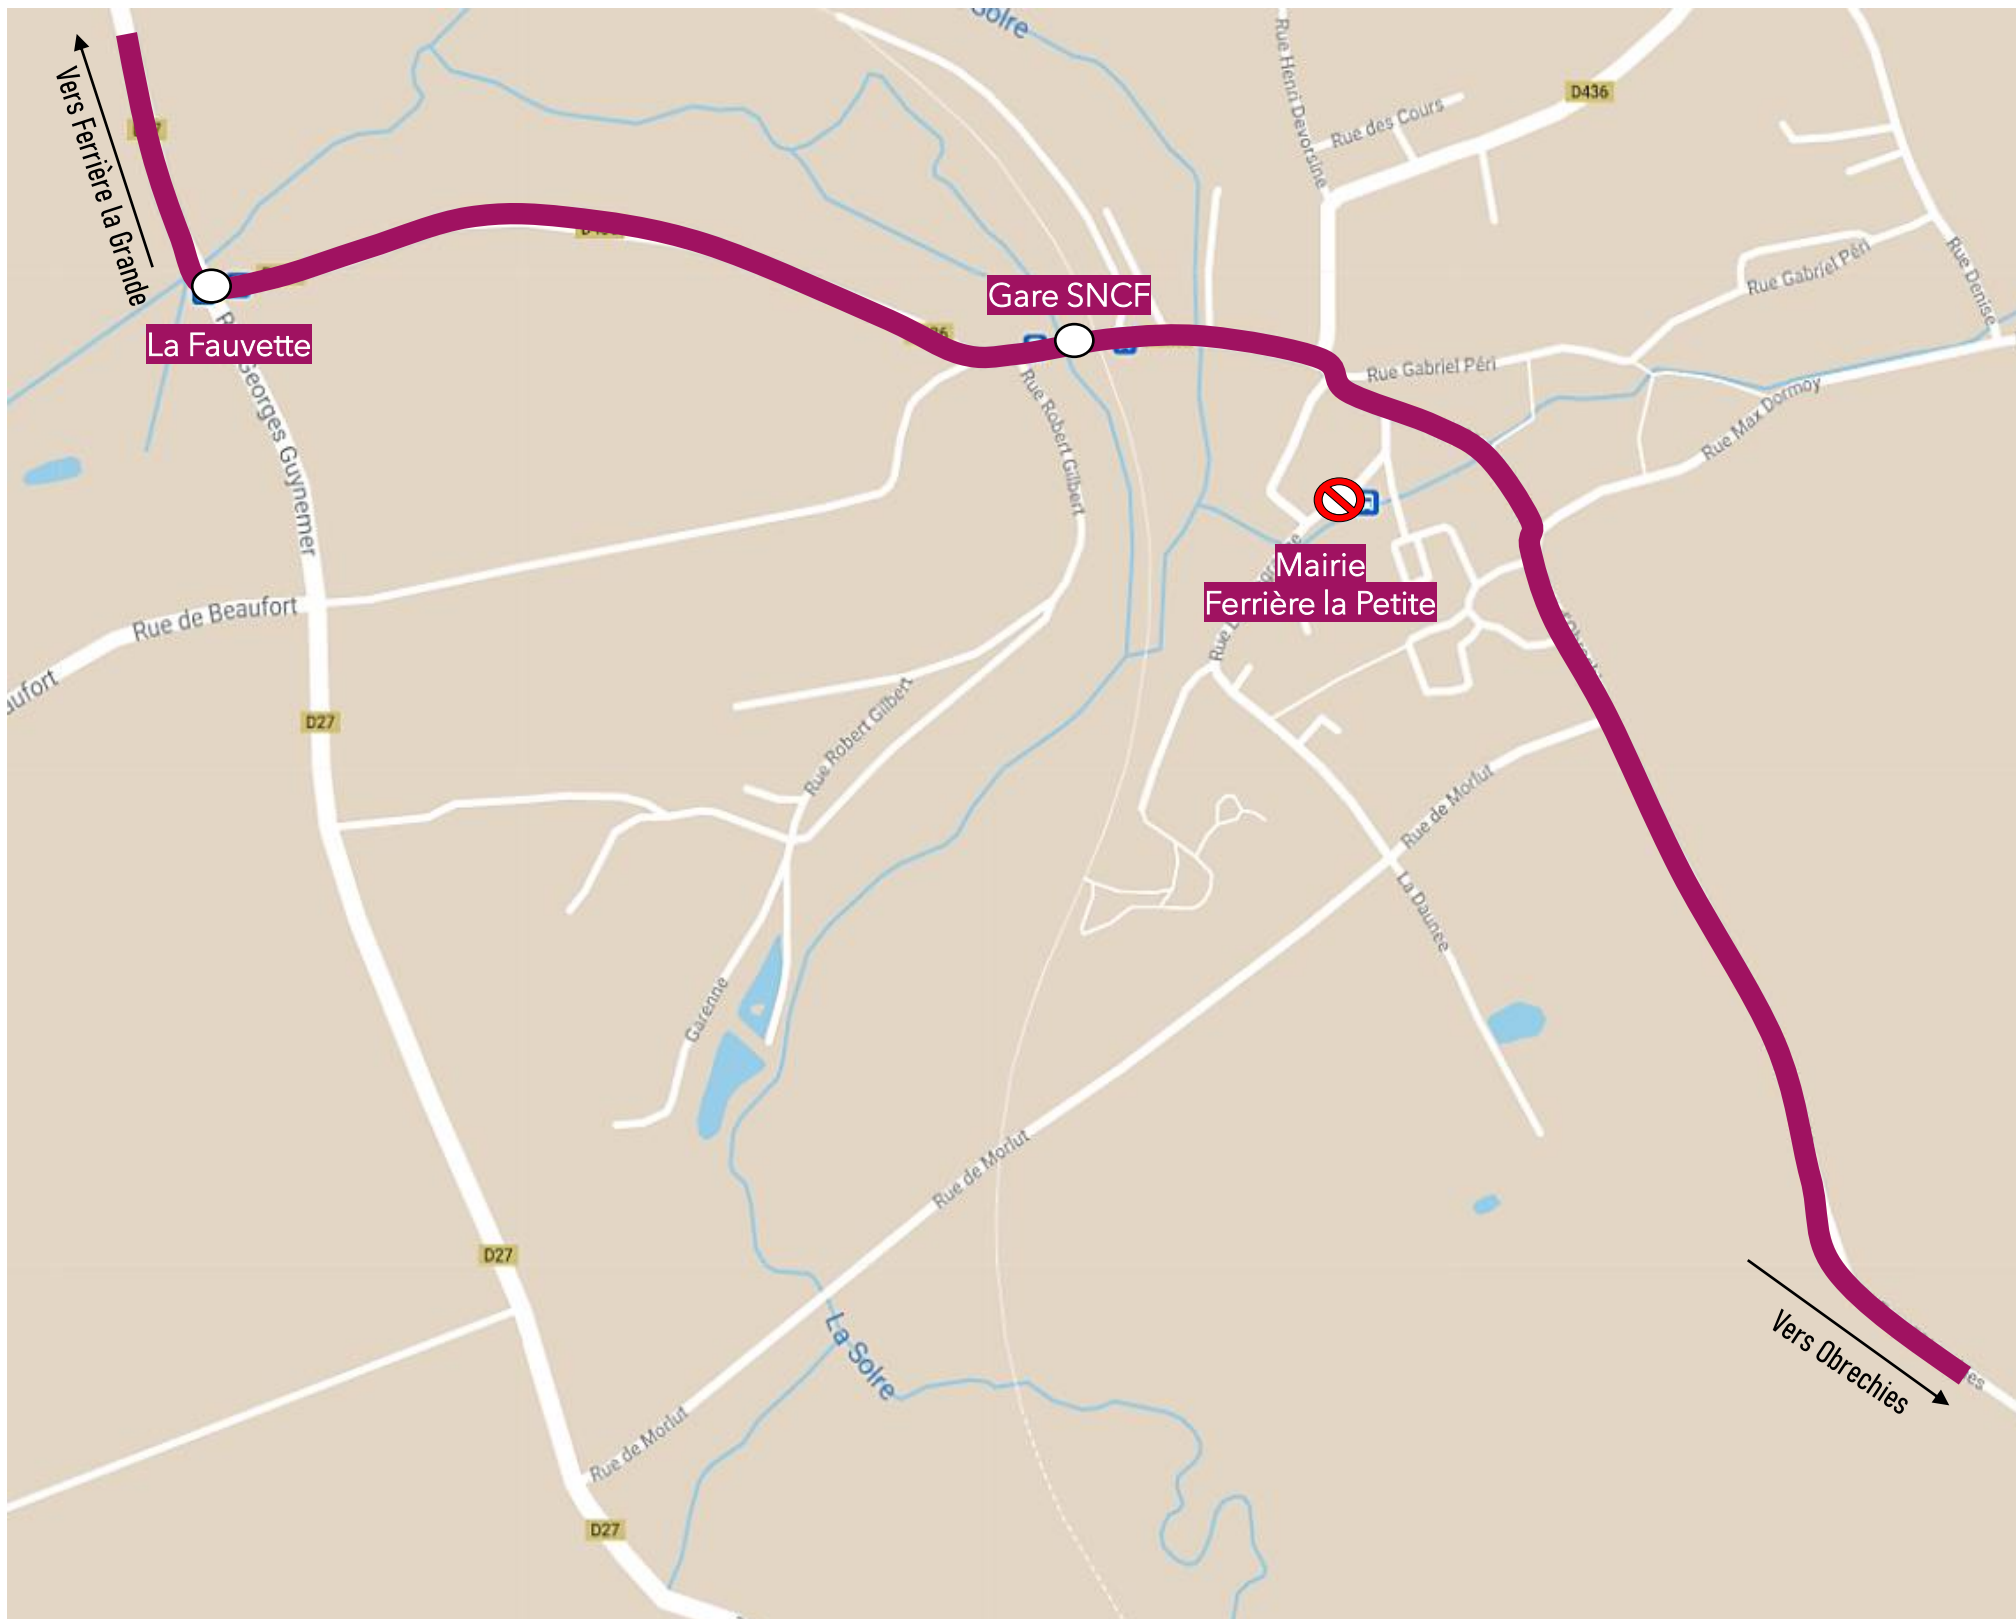 Solre
Rue Henri Devorsine
D436
Rue des Cours
Vers Ferrière la Grande
Rue Denise
Rue Gabriel Péri
Gare SNCF
La Fauvette
Rue Gabriel Péri
Rue Max Dormoy
Georges Guynemer
Rue Robert Gilbert
Mairie
Ferrière la Petite
Rue de Beaufort
D27
Rue Robert Gilbert
Rue de Morlut
La Daunée
Garenne
Rue de Morlut
D27
La Solre
Vers Obrechies
Rue de Morlut
D27